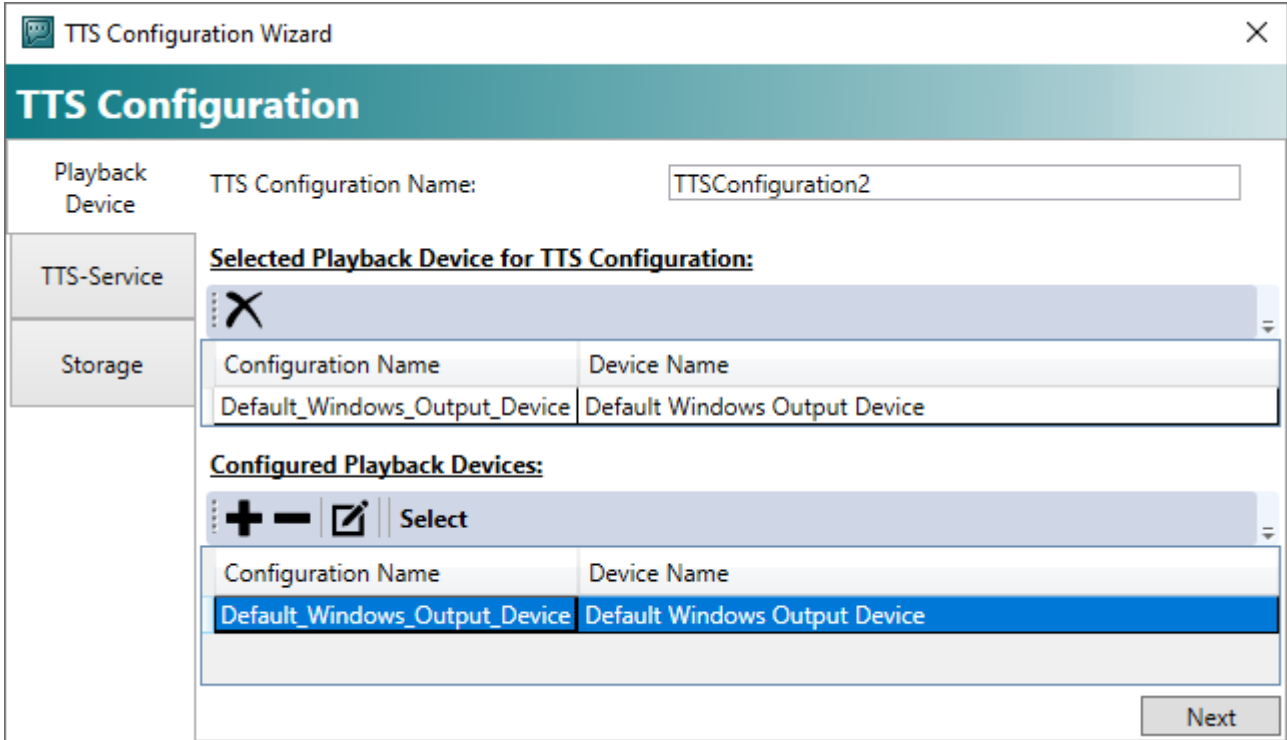 TTS Configuration Wizard
TTS Configuration
Playback
Device
TTS Configuration Name: TTSConfiguration2
TTS-Service
Storage
Selected Playback Device for TTS Configuration:
Configuration Name Device Name
Default_Windows_Output_Device Default Windows Output Device
Configured Playback Devices:
Select
Configuration Name Device Name
Default_Windows_Output_Device Default Windows Output Device
Next